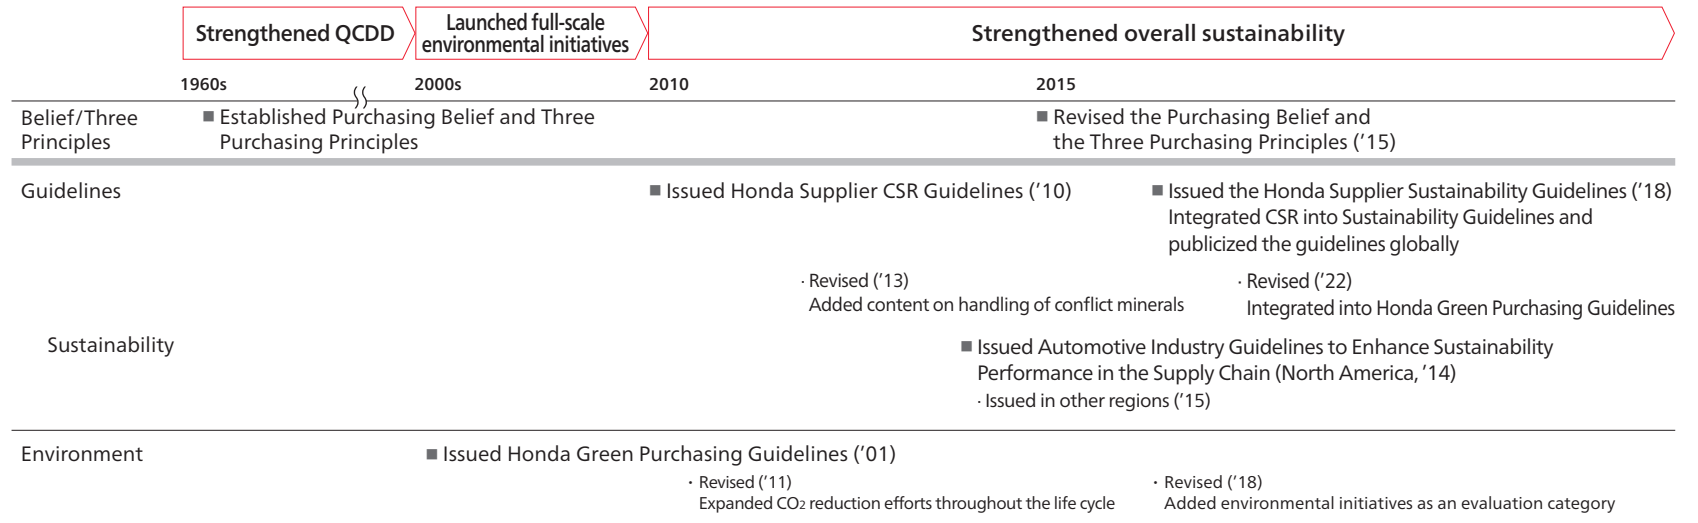 Strengthened QCDD
Launched full-scale
environmental initiatives
Strengthened overall sustainability
1960s
2000s
2010
2015
Belief/Three
Principles
■ Established Purchasing Belief and Three
Purchasing Principles
■ Revised the Purchasing Belief and
the Three Purchasing Principles (’15)
Guidelines
■ Issued Honda Supplier CSR Guidelines (’10)
■ Issued the Honda Supplier Sustainability Guidelines (’18)
Integrated CSR into Sustainability Guidelines and
publicized the guidelines globally
· Revised (’13)
Added content on handling of conflict minerals
· Revised (’22)
Integrated into Honda Green Purchasing Guidelines
Sustainability
■ Issued Automotive Industry Guidelines to Enhance Sustainability
Performance in the Supply Chain (North America, ’14)
· Issued in other regions (’15)
Environment
■ Issued Honda Green Purchasing Guidelines (’01)
· Revised (’11)
Expanded CO2 reduction efforts throughout the life cycle
· Revised (’18)
Added environmental initiatives as an evaluation category